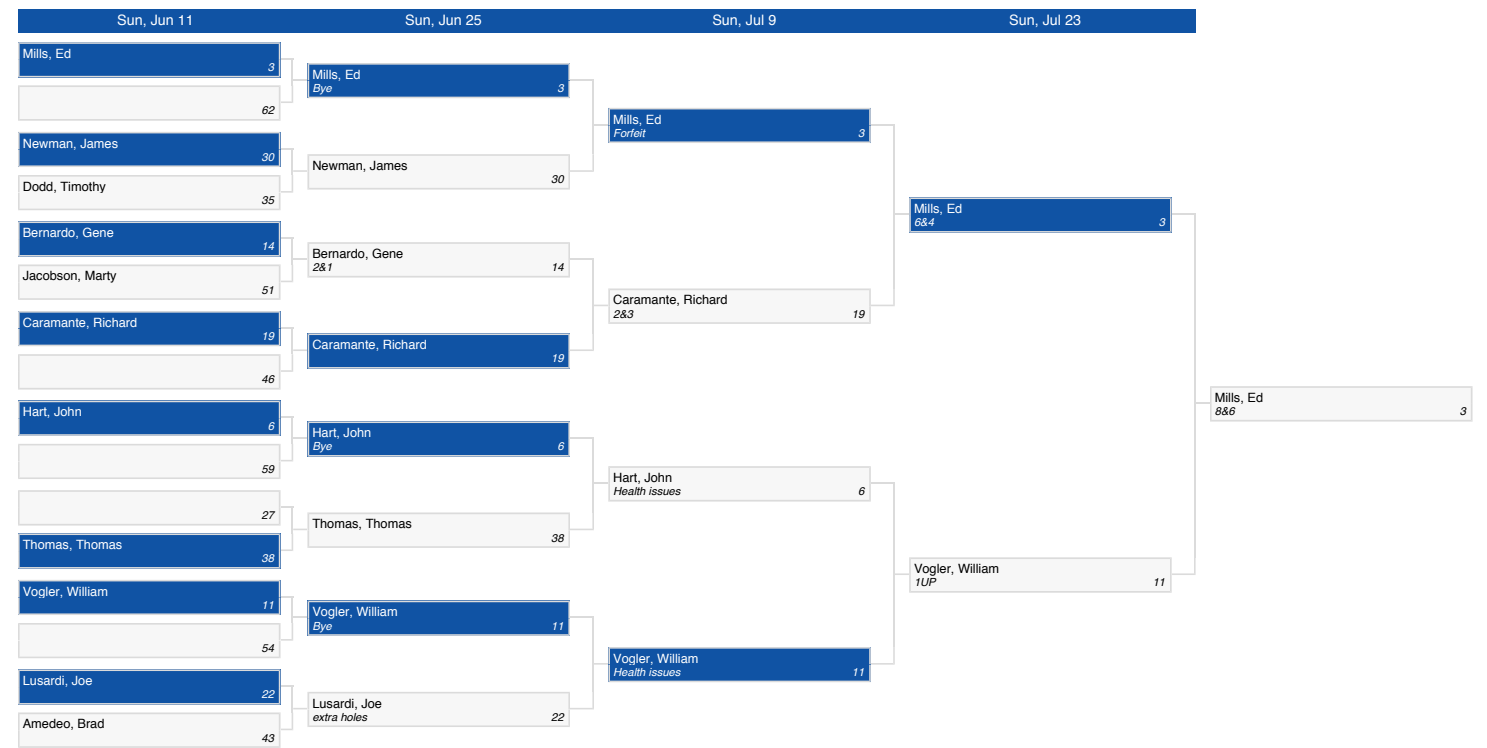 Sun, Jun 11
Sun, Jun 25
Sun, Jul 9
Sun, Jul 23
Mills, Ed
3
62
Newman, James
30
Dodd, Timothy
35
Bernardo, Gene
14
Jacobson, Marty
51
Caramante, Richard
19
46
Hart, John
6
59
27
Thomas, Thomas
38
Vogler, William
11
54
Lusardi, Joe
22
Amedeo, Brad
43
Mills, Ed
Bye 3
Newman, James
30
Bernardo, Gene
2&1 14
Caramante, Richard
19
Hart, John
Bye 6
Thomas, Thomas
38
Vogler, William
Bye 11
Lusardi, Joe
extra holes 22
Mills, Ed
Forfeit 3
Caramante, Richard
2&3 19
Hart, John
Health issues 6
Vogler, William
Health issues 11
Mills, Ed
6&4 3
Vogler, William
1UP 11
Mills, Ed
8&6 3